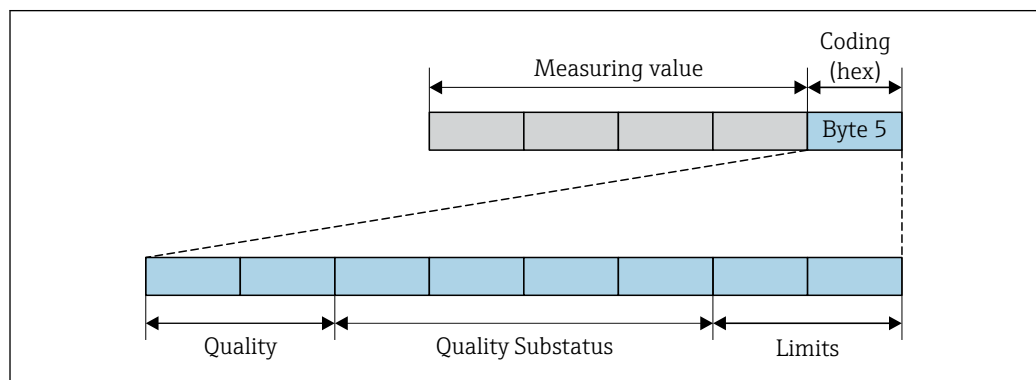 Coding
(hex)
Measuring value
Byte 5
Quality
Quality Substatus
Limits